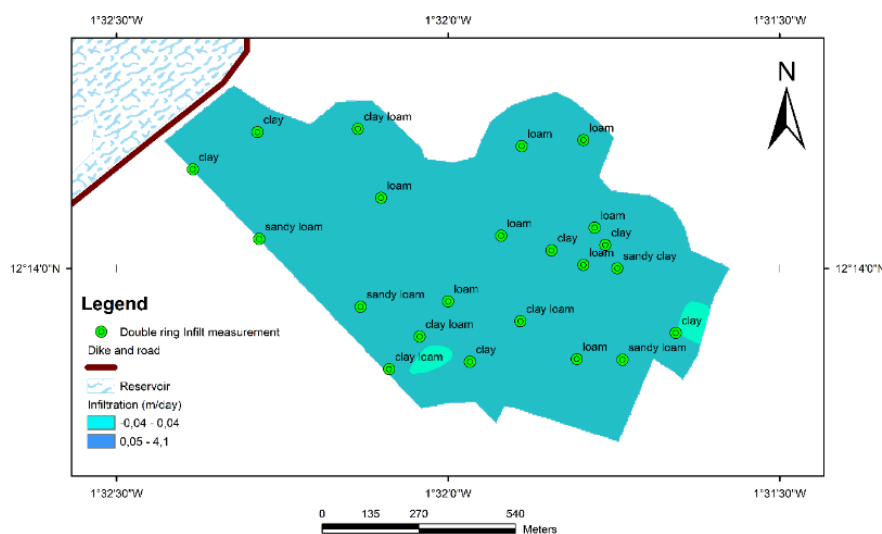 1°32'30"W 1°32'0"W 1°31'30"W
N
clay
clay loam
loam
loam
clay
loam
sandy loam
loam
loam
clay
clay
loam
sandy clay
12°14'0"N 12°14'0"N
sandy loam
loam
clay loam
clay
clay loam
clay loam
clay
loam
sandy loam
Legend
Double ring Infilt measurement
Dike and road
Reservoir
Infiltration (m/day)
-0,04 - 0,04
0,05 - 4,1
1°32'30"W 1°32'0"W 1°31'30"W
0 135 270 540
Meters